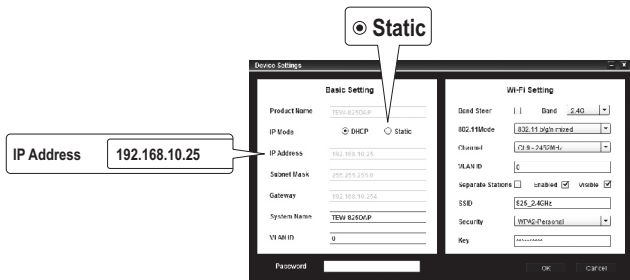 Static
Device Settings
Basic Setting
Product Name TEW-825DAP
IP Mode DHCP Static
IP Address 192.168.10.25
Subnet Mask 255.255.255.0
Gateway 192.168.10.254
System Name TEW-825DAP
VLAN ID 0
Password
IP Address 192.168.10.25
Wi-Fi Setting
Band Steer Band 2.4G
802.11Mode 802.11 b/g/n mixed
Channel CH 9 - 2452MHz
VLAN ID 0
Separate Stations Enabled Visible
SSID 825_2.4GHz
Security WPA2-Personal
Key
OK Cancel